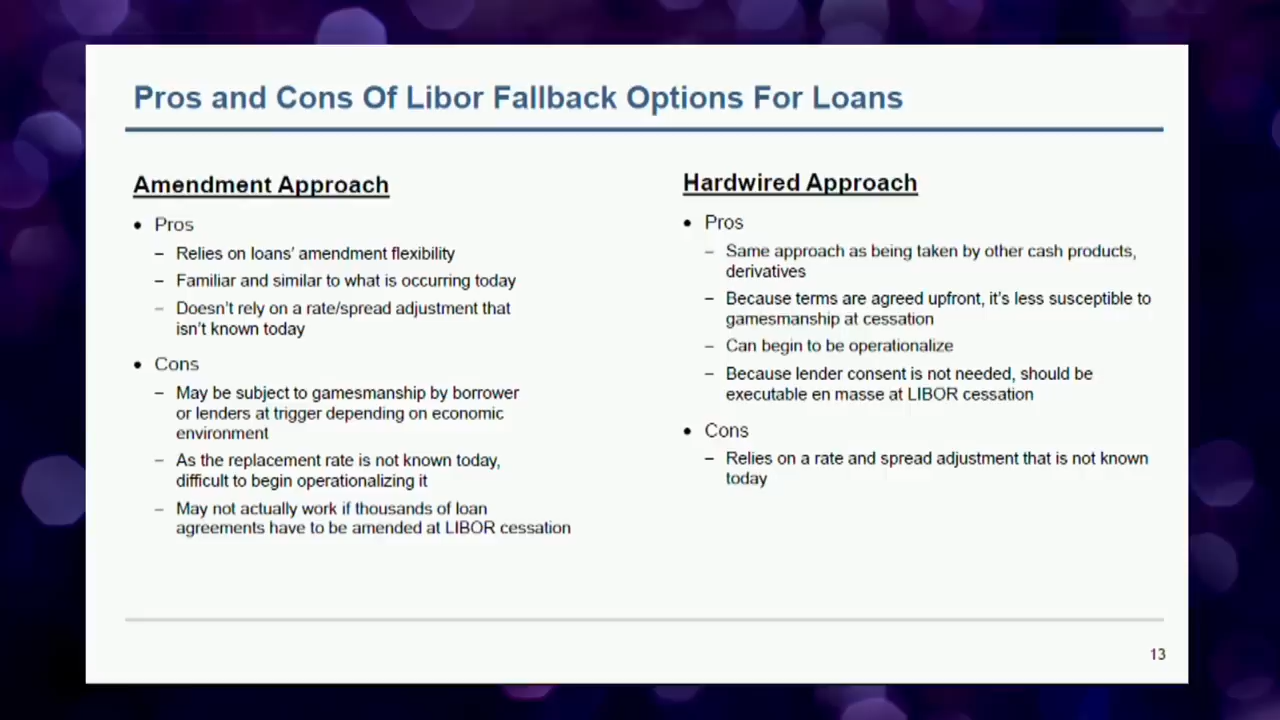 Pros and Cons Of Libor Fallback Options For Loans
Amendment Approach
• Pros
– Relies on loans' amendment flexibility
– Familiar and similar to what is occurring today
– Doesn't rely on a rate/spread adjustment that
isn't known today
• Cons
– May be subject to gamesmanship by borrower
or lenders at trigger depending on economic
environment
– As the replacement rate is not known today,
difficult to begin operationalizing it
– May not actually work if thousands of loan
agreements have to be amended at LIBOR cessation
Hardwired Approach
• Pros
– Same approach as being taken by other cash products,
derivatives
– Because terms are agreed upfront, it's less susceptible to
gamesmanship at cessation
– Can begin to be operationalize
– Because lender consent is not needed, should be
executable en masse at LIBOR cessation
• Cons
– Relies on a rate and spread adjustment that is not known
today
13